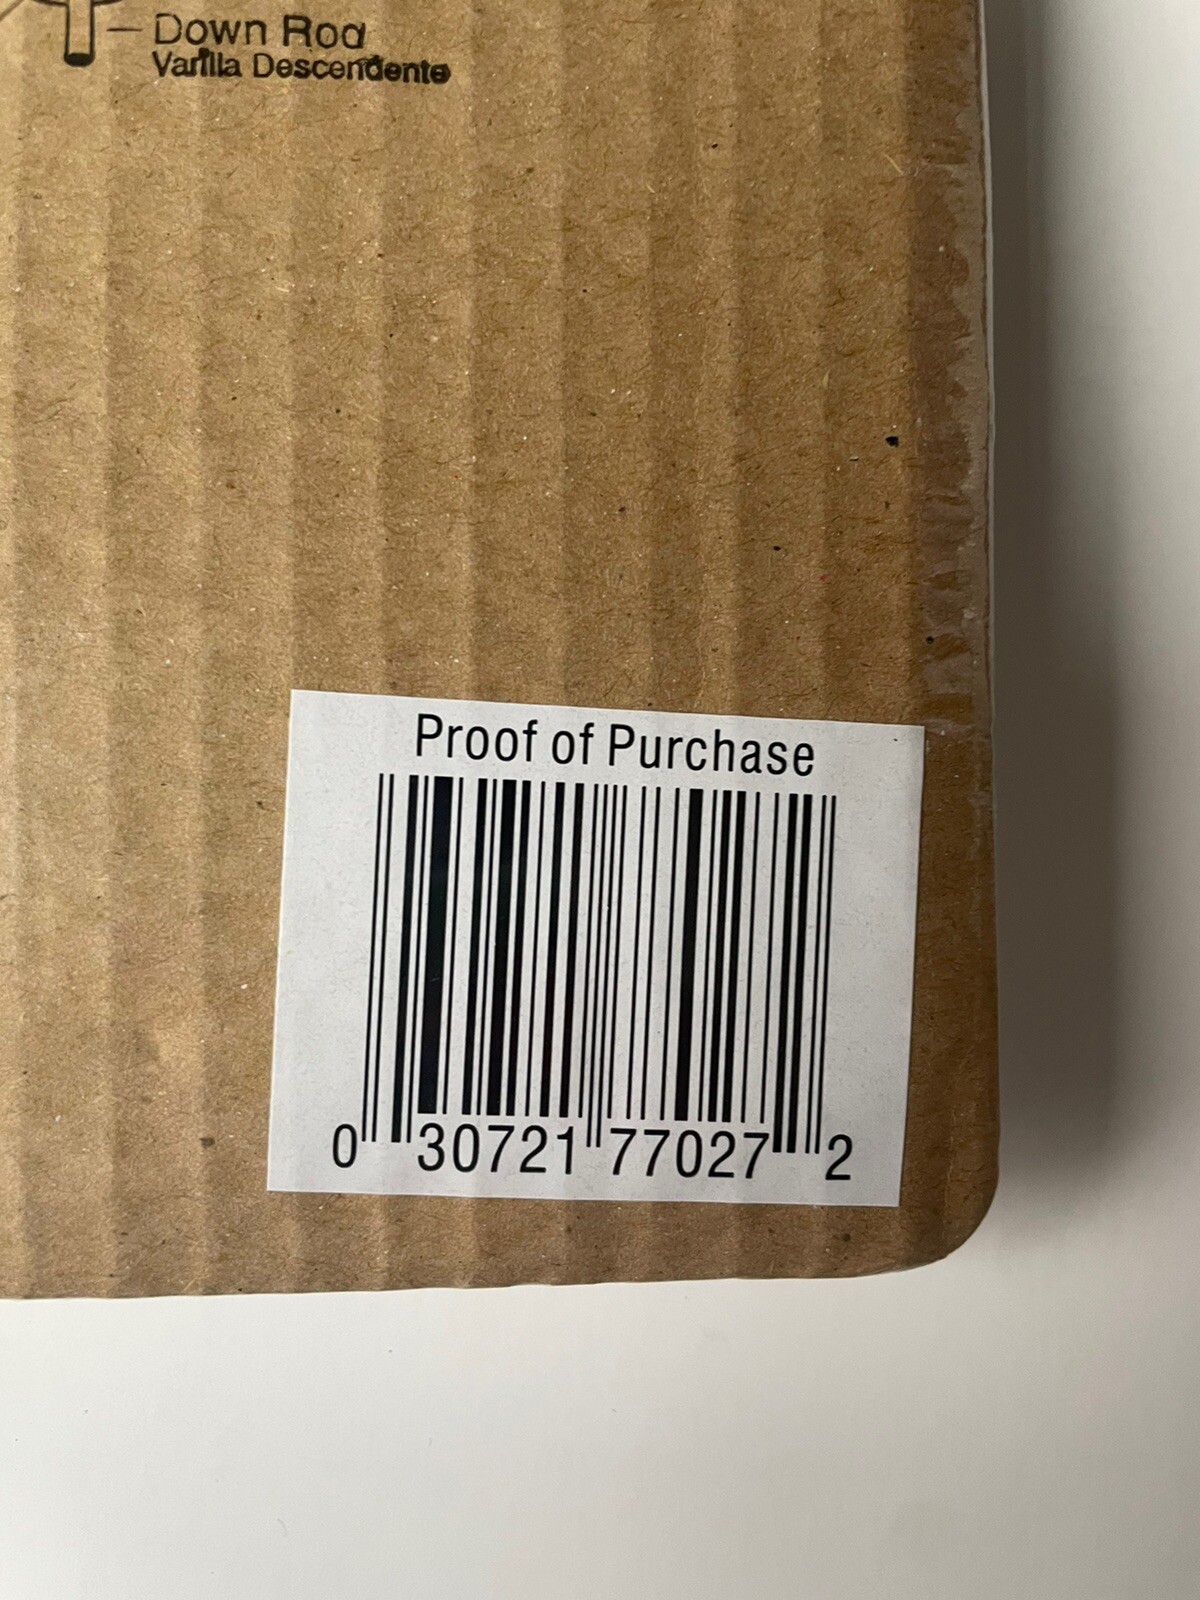 Down Rod
Varilla Descendente
Proof of Purchase
0 30721 77027 2